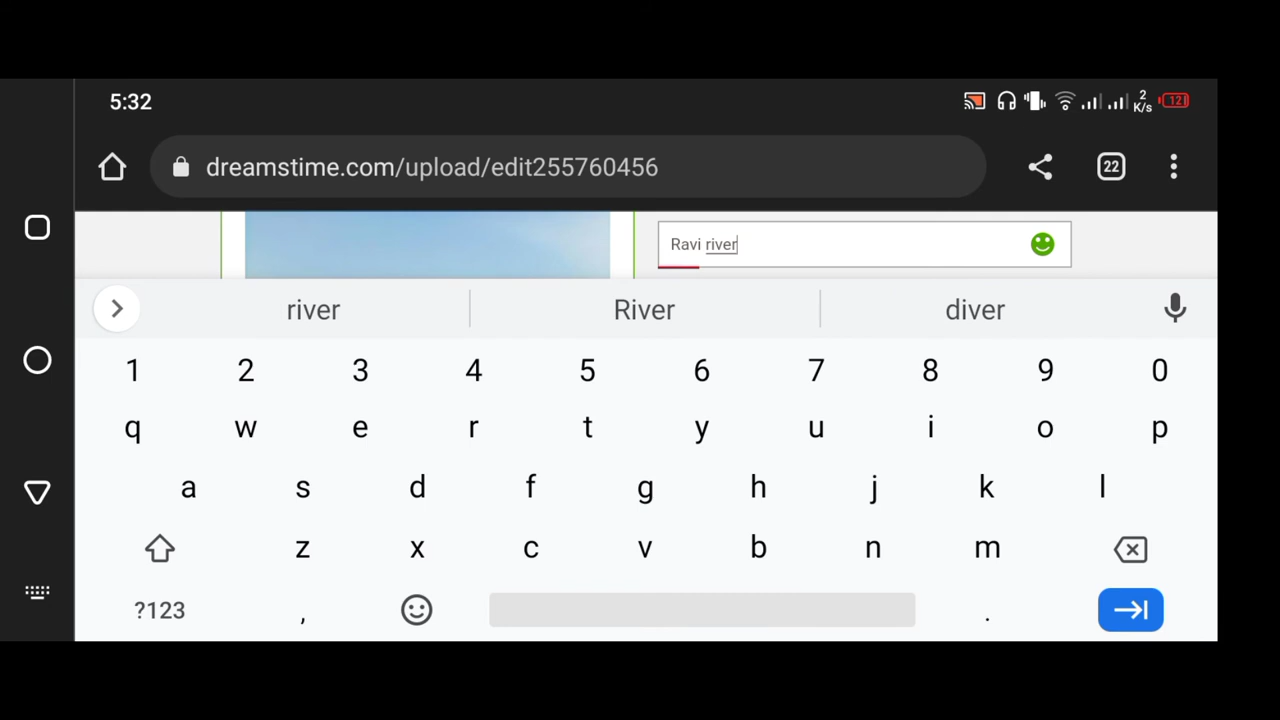 5:32
2
K/s
12
dreamstime.com/upload/edit255760456
22
Ravi river
river River diver
1 2 3 4 5 6 7 8 9 0
q w e r t y u i o p
a s d f g h j k l
z x c v b n m
?123 , .